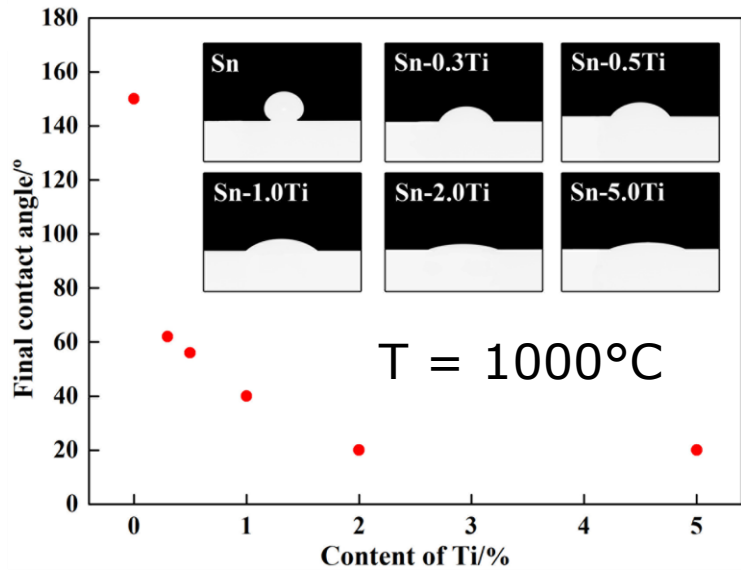 180
160
140
120
100
80
60
40
20
0
Final contact angle/º
Sn
Sn-0.3Ti
Sn-0.5Ti
Sn-1.0Ti
Sn-2.0Ti
Sn-5.0Ti
T = 1000°C
0 1 2 3 4 5
Content of Ti/%